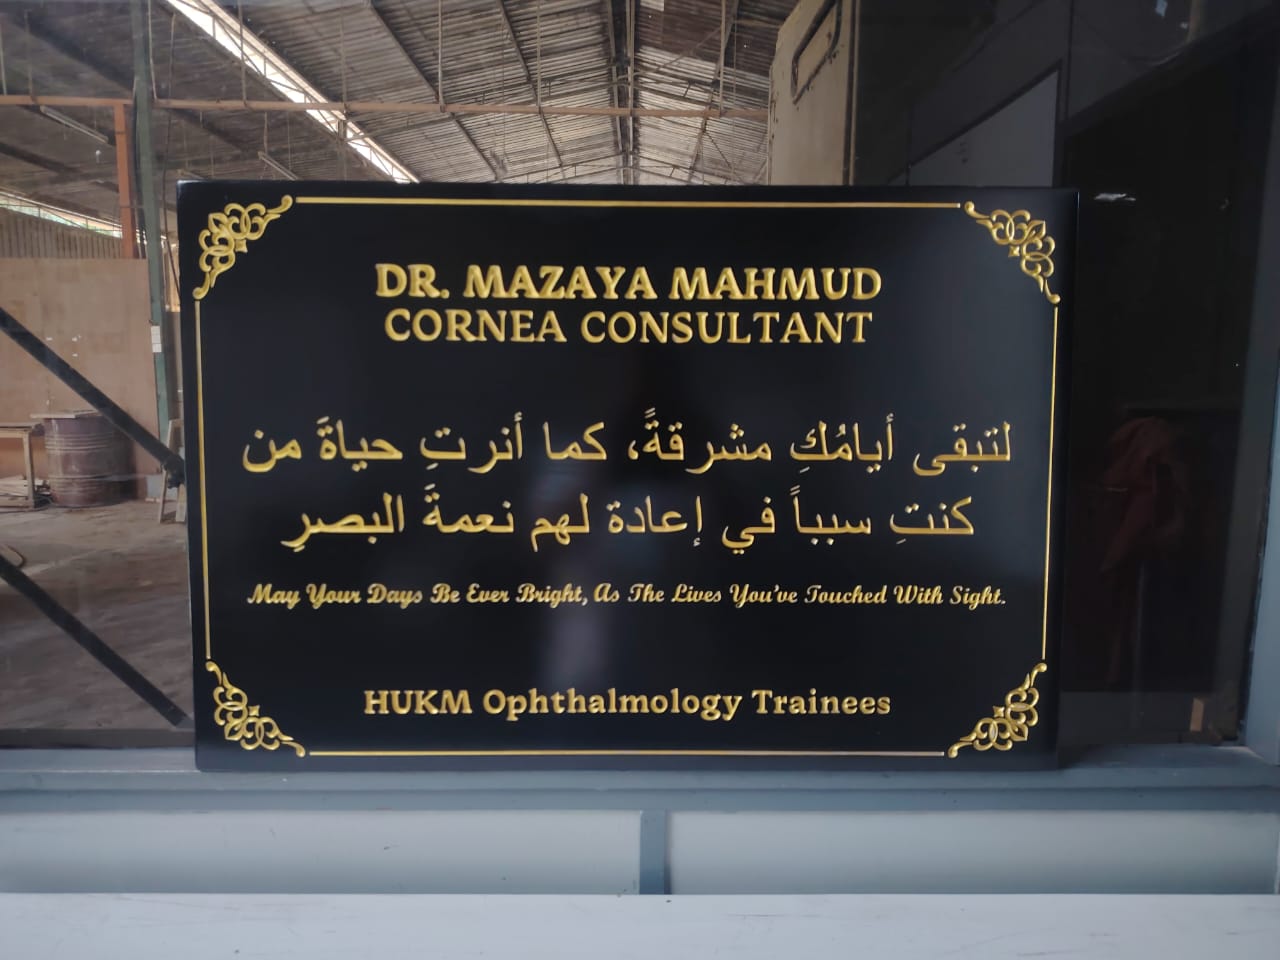 DR. MAZAYA MAHMUD
CORNEA CONSULTANT
لتبقى أيامُكِ مشرقةً، كما أنرتِ حياةَ من
كنتِ سبباً في إعادة لهم نعمةَ البصرِ
May Your Days Be Ever Bright, As The Lives You've Touched With Sight.
HUKM Ophthalmology Trainees